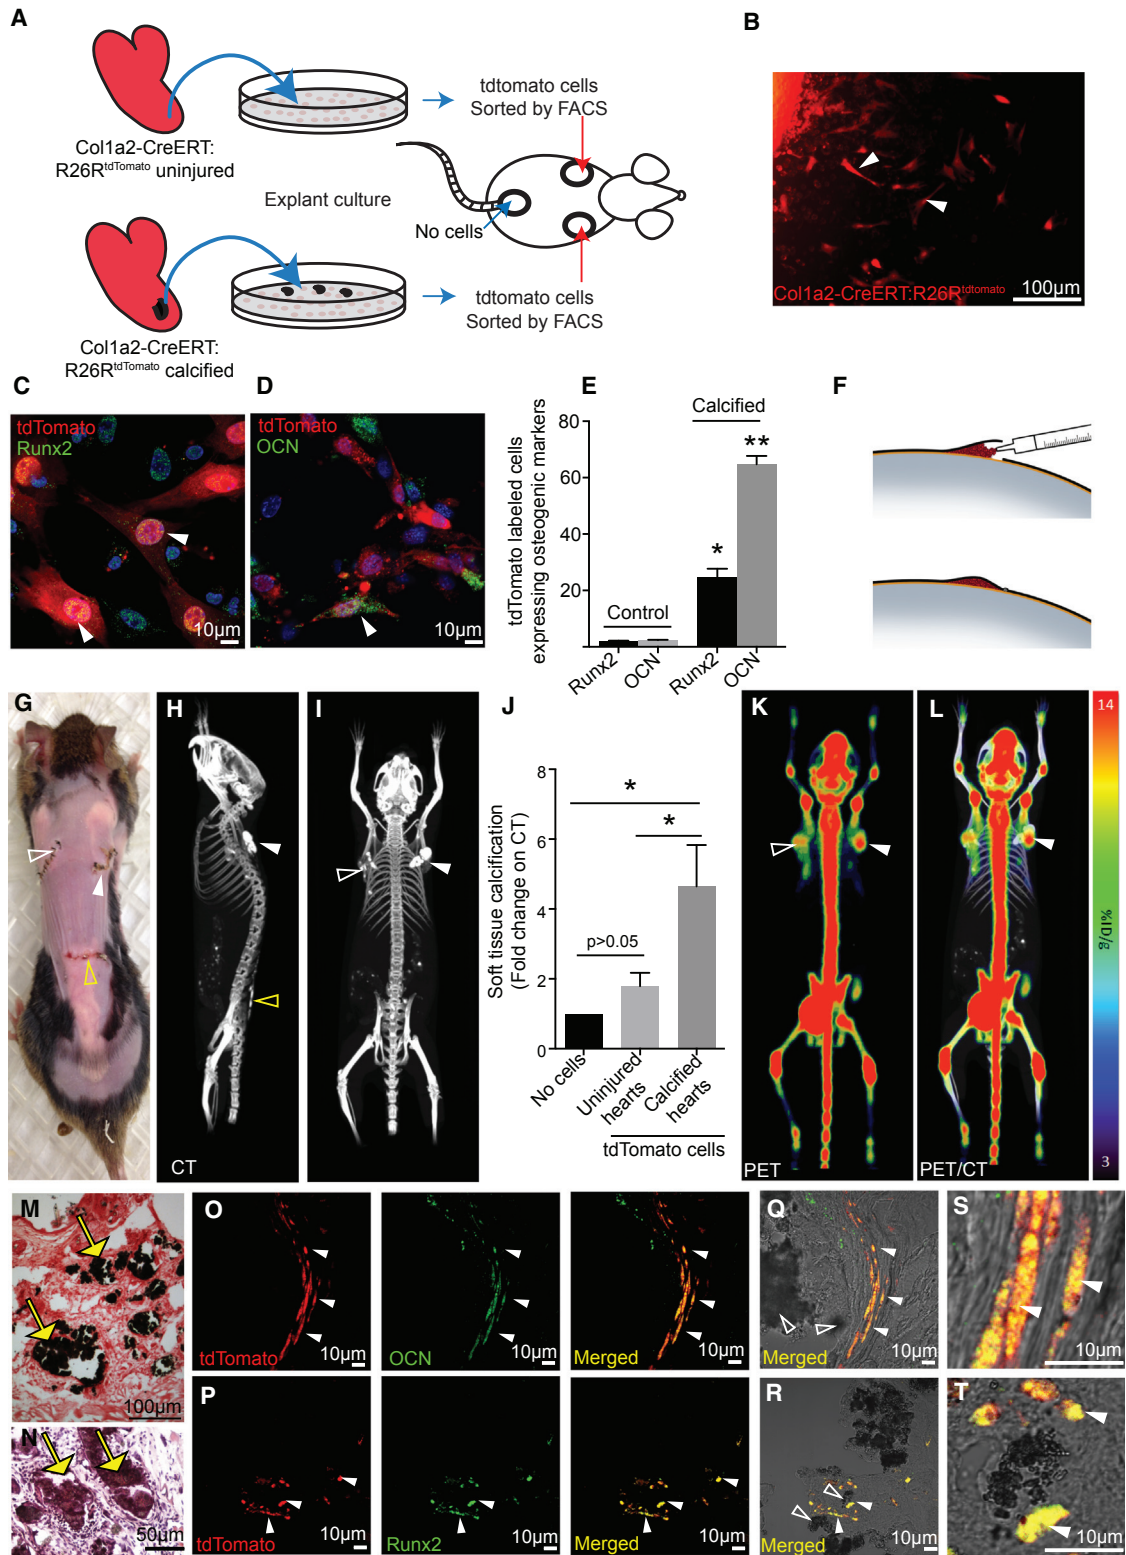 A
Col1a2-CreERT:
R26RtdTomato uninjured
tdtomato cells
Sorted by FACS
Explant culture
No cells
Col1a2-CreERT:
R26RtdTomato calcified
tdtomato cells
Sorted by FACS
B
Col1a2-CreERT:R26Rtdtomato
100µm
C
tdTomato
Runx2
10µm
D
tdTomato
OCN
10µm
E
tdTomato labeled cells
expressing osteogenic markers
80
60
40
20
Control
Calcified
*
**
Runx2
OCN
Runx2
OCN
F
G
H
CT
I
J
Soft tissue calcification
(Fold change on CT)
8
6
4
2
0
*
*
p>0.05
No cells
Uninjured
hearts
Calcified
hearts
tdTomato cells
K
PET
L
PET/CT
14
%ID/g
3
M
100µm
N
50µm
O
tdTomato
10µm
OCN
10µm
Merged
10µm
Q
Merged
10µm
S
10µm
P
tdTomato
10µm
Runx2
10µm
Merged
10µm
R
Merged
10µm
T
10µm